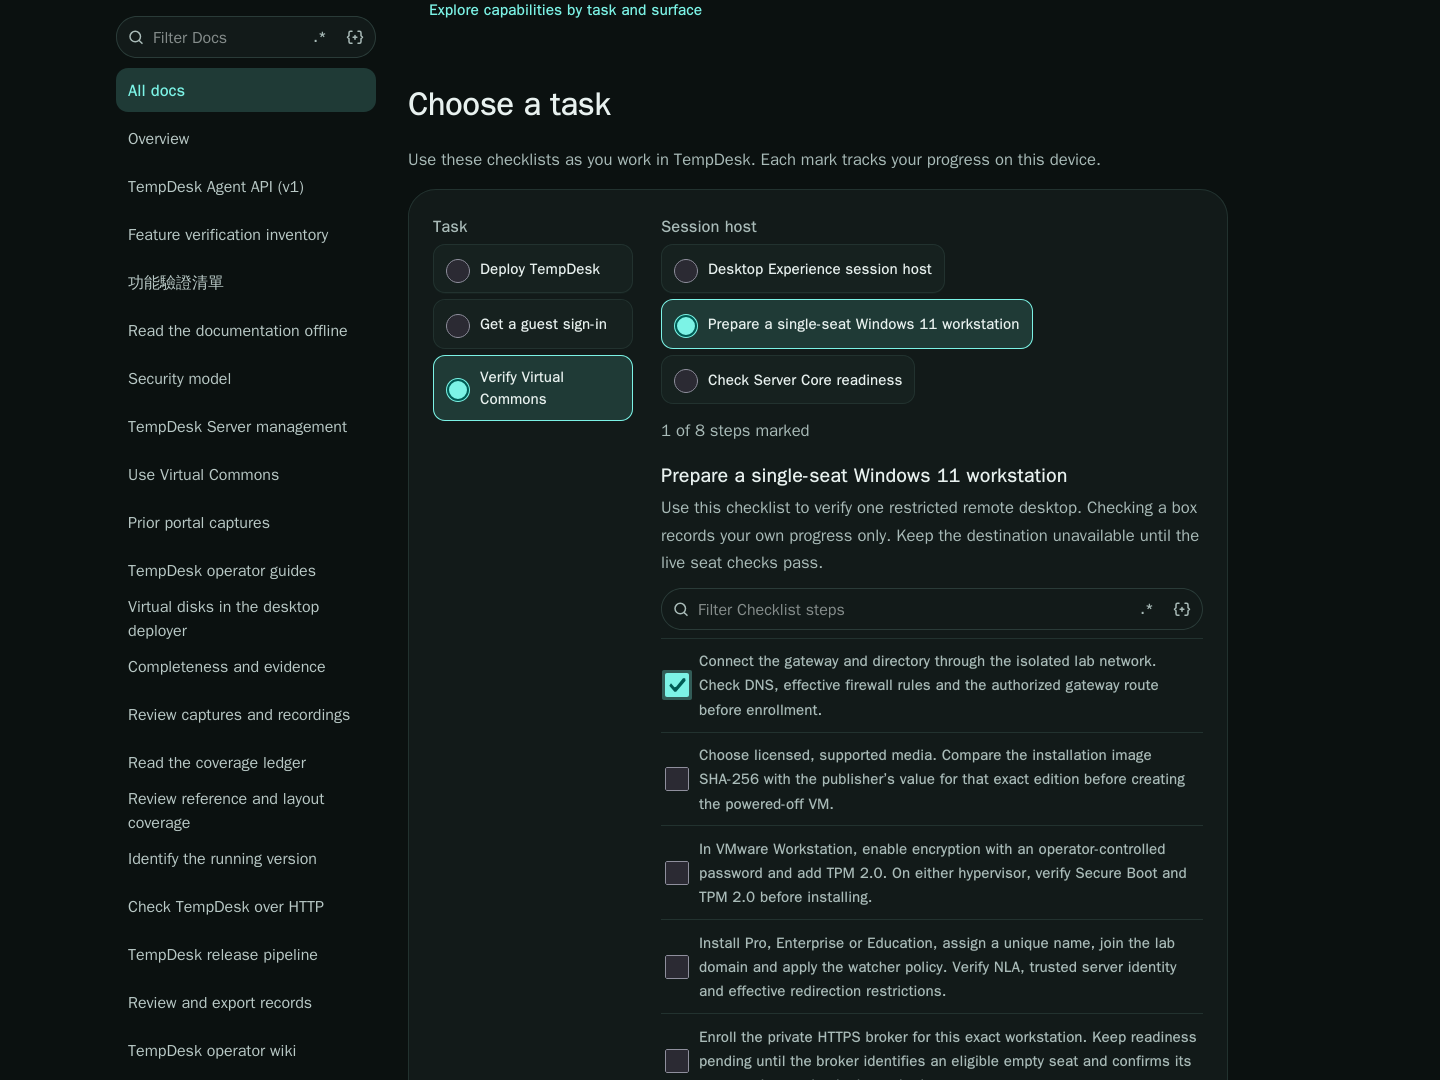 Explore capabilities by task and surface
Filter Docs
.*
All docs
Overview
TempDesk Agent API (v1)
Feature verification inventory
功能驗證清單
Read the documentation offline
Security model
TempDesk Server management
Use Virtual Commons
Prior portal captures
TempDesk operator guides
Virtual disks in the desktop
deployer
Completeness and evidence
Review captures and recordings
Read the coverage ledger
Review reference and layout
coverage
Identify the running version
Check TempDesk over HTTP
TempDesk release pipeline
Review and export records
TempDesk operator wiki
Choose a task
Use these checklists as you work in TempDesk. Each mark tracks your progress on this device.
Task
Deploy TempDesk
Get a guest sign-in
Verify Virtual
Commons
Session host
Desktop Experience session host
Prepare a single-seat Windows 11 workstation
Check Server Core readiness
1 of 8 steps marked
Prepare a single-seat Windows 11 workstation
Use this checklist to verify one restricted remote desktop. Checking a box
records your own progress only. Keep the destination unavailable until the
live seat checks pass.
Filter Checklist steps
.*
Connect the gateway and directory through the isolated lab network.
Check DNS, effective firewall rules and the authorized gateway route
before enrollment.
Choose licensed, supported media. Compare the installation image
SHA-256 with the publisher's value for that exact edition before creating
the powered-off VM.
In VMware Workstation, enable encryption with an operator-controlled
password and add TPM 2.0. On either hypervisor, verify Secure Boot and
TPM 2.0 before installing.
Install Pro, Enterprise or Education, assign a unique name, join the lab
domain and apply the watcher policy. Verify NLA, trusted server identity
and effective redirection restrictions.
Enroll the private HTTPS broker for this exact workstation. Keep readiness
pending until the broker identifies an eligible empty seat and confirms its